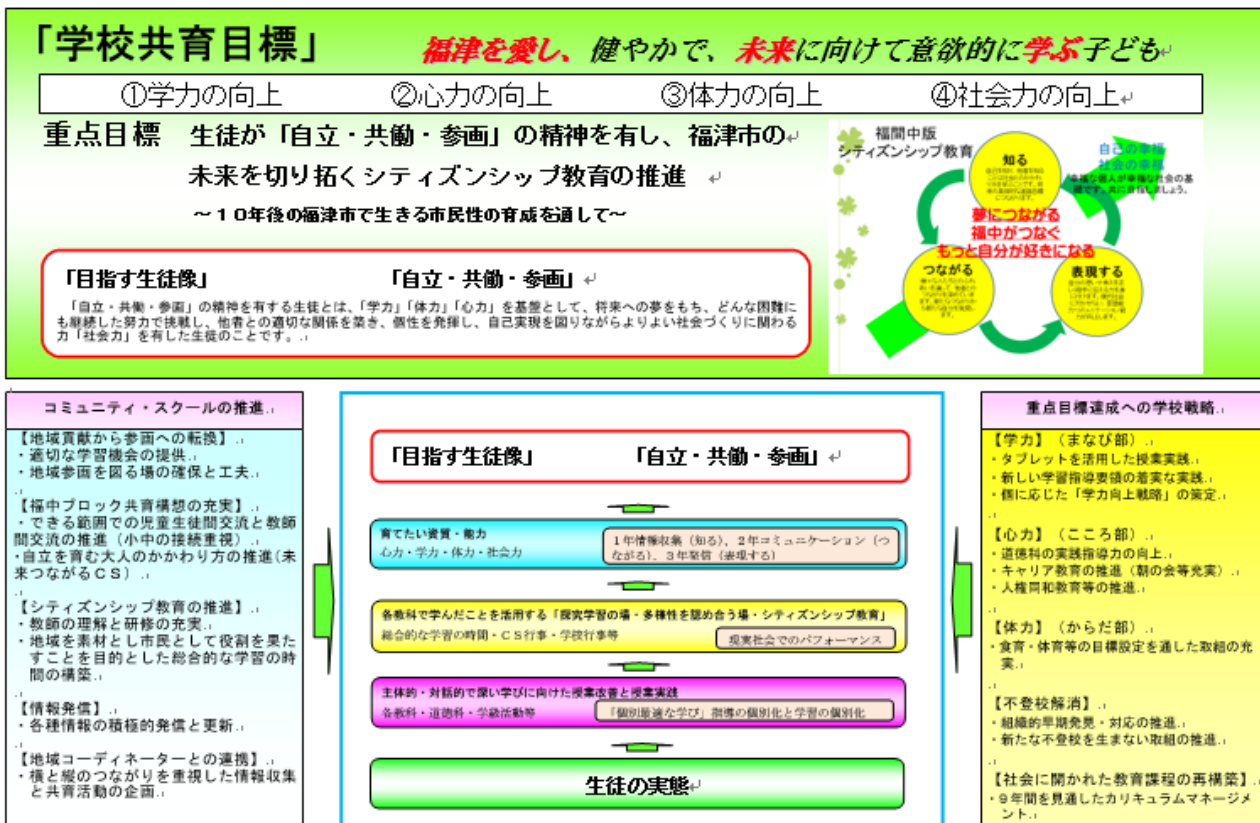 「学校共育目標」　福津を愛し、健やかで、未来に向けて意欲的に学ぶ子ども
①学力の向上　②心力の向上　③体力の向上　④社会力の向上
重点目標　生徒が「自立・共働・参画」の精神を有し、福津市の
未来を切り拓くシティズンシップ教育の推進
～１０年後の福津市で生きる市民性の育成を通して～
「目指す生徒像」　「自立・共働・参画」
「自立・共働・参画」の精神を有する生徒とは、「学力」「体力」「心力」を基盤として、将来への夢をもち、どんな困難に
も継続した努力で挑戦し、他者との適切な関係を築き、個性を発揮し、自己実現を図りながらよりよい社会づくりに関わる
力「社会力」を有した生徒のことです。
福間中版
シティズンシップ教育
自己の幸福
社会の幸福
幸福な個人が幸福な社会の基
礎です。共に目指しましょう。
知る
夢につながる
福中がつなぐ
もっと自分が好きになる
つながる
表現する
コミュニティ・スクールの推進
【地域貢献から参画への転換】
・適切な学習機会の提供
・地域参画を図る場の確保と工夫
【福中ブロック共育構想の充実】
・できる範囲での児童生徒間交流と教師
間交流の推進（小中の接続重視）
・自立を育む大人のかかわり方の推進（未
来つながるＣＳ）
【シティズンシップ教育の推進】
・教師の理解と研修の充実
・地域を素材とし市民として役割を果た
すことを目的とした総合的な学習の時
間の構築
【情報発信】
・各種情報の積極的発信と更新
【地域コーディネーターとの連携】
・横と縦のつながりを重視した情報収集
と共育活動の企画
「目指す生徒像」　「自立・共働・参画」
育てたい資質・能力
心力・学力・体力・社会力
１年情報収集（知る）、２年コミュニケーション（つ
ながる）、３年発信（表現する）
各教科で学んだことを活用する「探究学習の場・多様性を認め合う場・シティズンシップ教育」
総合的な学習の時間・ＣＳ行事・学校行事等
現実社会でのパフォーマンス
主体的・対話的で深い学びに向けた授業改善と授業実践
各教科・道徳科・学級活動等
「個別最適な学び」指導の個別化と学習の個別化
生徒の実態
重点目標達成への学校戦略
【学力】（まなび部）
・タブレットを活用した授業実践
・新しい学習指導要領の着実な実践
・個に応じた「学力向上戦略」の策定
【心力】（こころ部）
・道徳科の実践指導力の向上
・キャリア教育の推進（朝の会等充実）
・人権同和教育等の推進
【体力】（からだ部）
・食育・体育等の目標設定を通した取組の充
実
【不登校解消】
・組織的早期発見・対応の推進
・新たな不登校を生まない取組の推進
【社会に開かれた教育課程の再構築】
・９年間を見通したカリキュラムマネージメ
ント